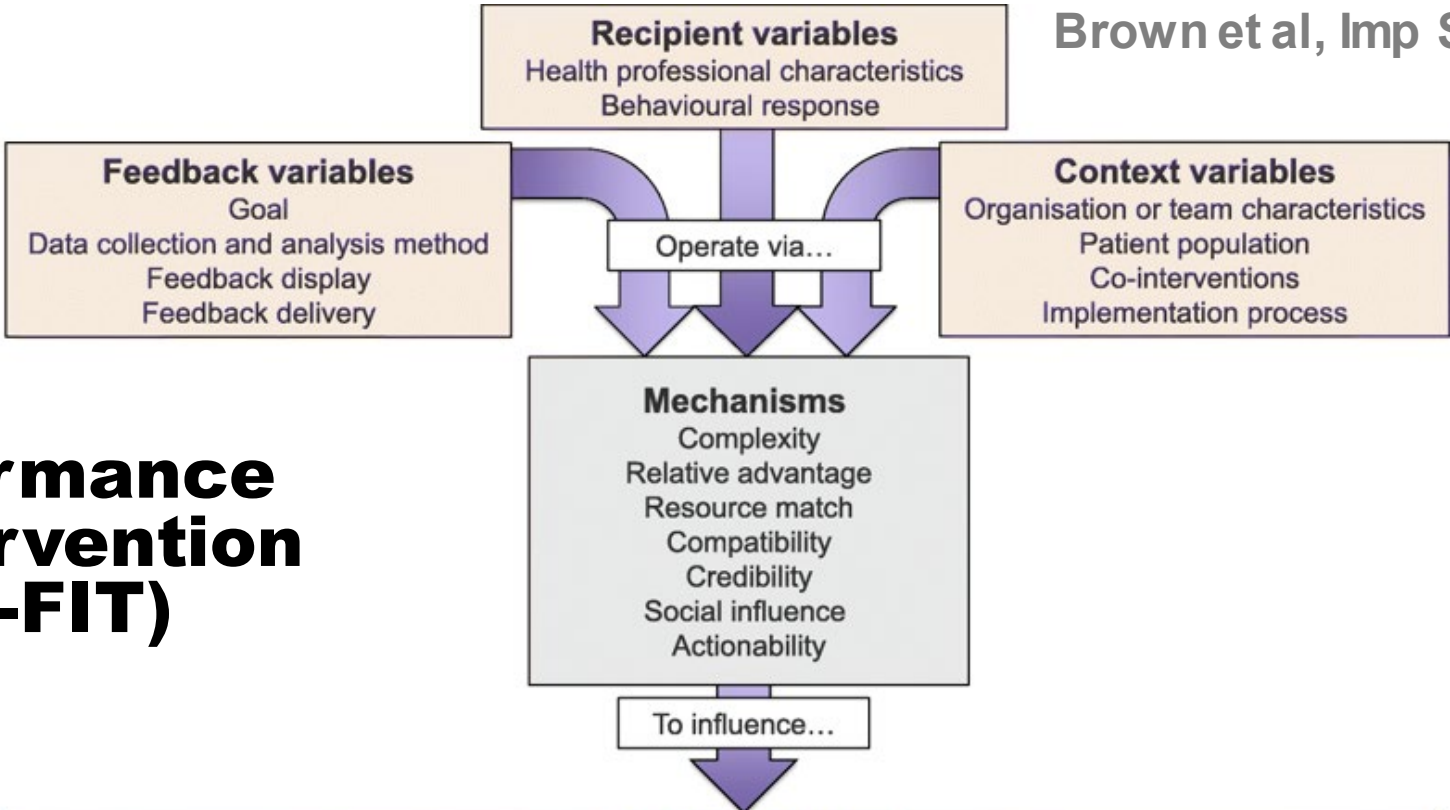 Brown et al, Imp S
Recipient variables
Health professional characteristics
Behavioural response
Feedback variables
Goal
Data collection and analysis method
Feedback display
Feedback delivery
Context variables
Organisation or team characteristics
Patient population
Co-interventions
Implementation process
Operate via...
Mechanisms
Complexity
Relative advantage
Resource match
Compatibility
Credibility
Social influence
Actionability
rmance
rvention
-FIT)
To influence...